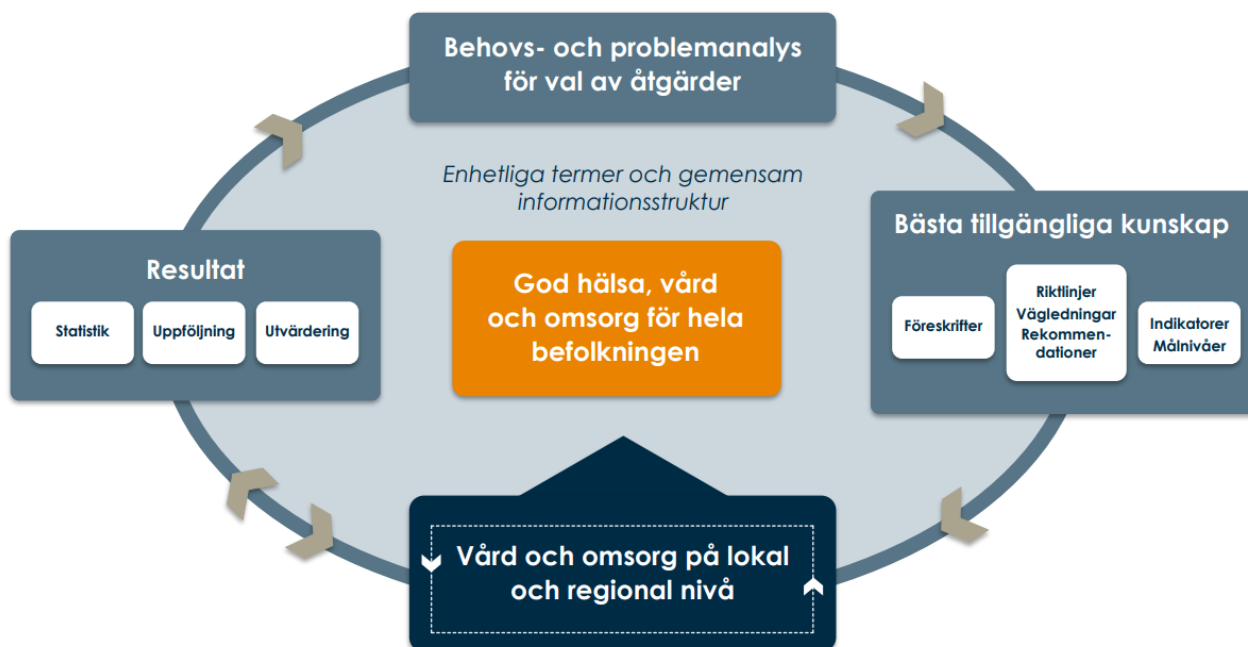 Behovs- och problemanalys
för val av åtgärder
Enhetliga termer och gemensam
informationsstruktur
Bästa tillgängliga kunskap
Föreskrifter
Riktlinjer
Vägledningar
Rekommen-
dationer
Indikatorer
Målnivåer
Resultat
Statistik
Uppföljning
Utvärdering
God hälsa, vård
och omsorg för hela
befolkningen
Vård och omsorg på lokal
och regional nivå